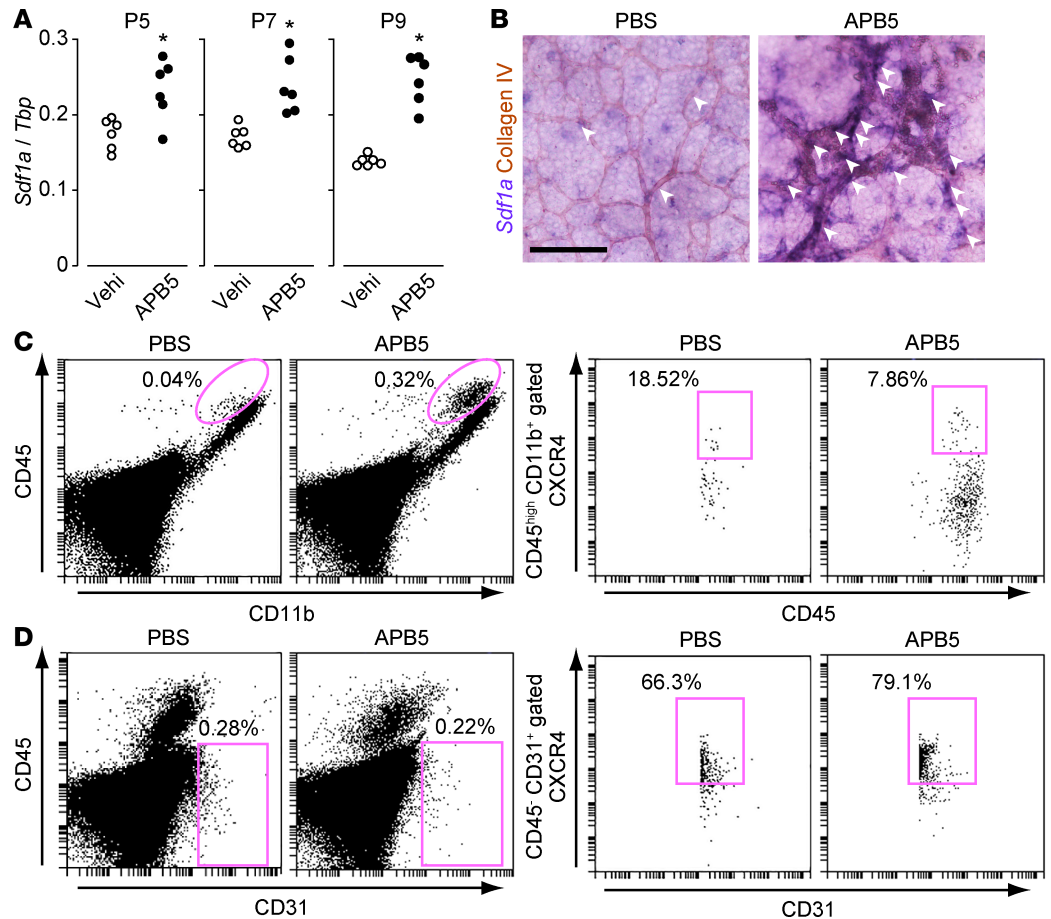 A
P5
P7
P9
Sdf1a / Tbp
0.3
0.2
0.1
0
*
*
*
Vehi
APB5
Vehi
APB5
Vehi
APB5
B
PBS
APB5
Sdf1a Collagen IV
C
PBS
APB5
0.04%
0.32%
CD45
CD11b
PBS
APB5
18.52%
7.86%
CD45high CD11b+ gated
CXCR4
CD45
D
PBS
APB5
0.28%
0.22%
CD45
CD31
PBS
APB5
66.3%
79.1%
CD45- CD31+ gated
CXCR4
CD31